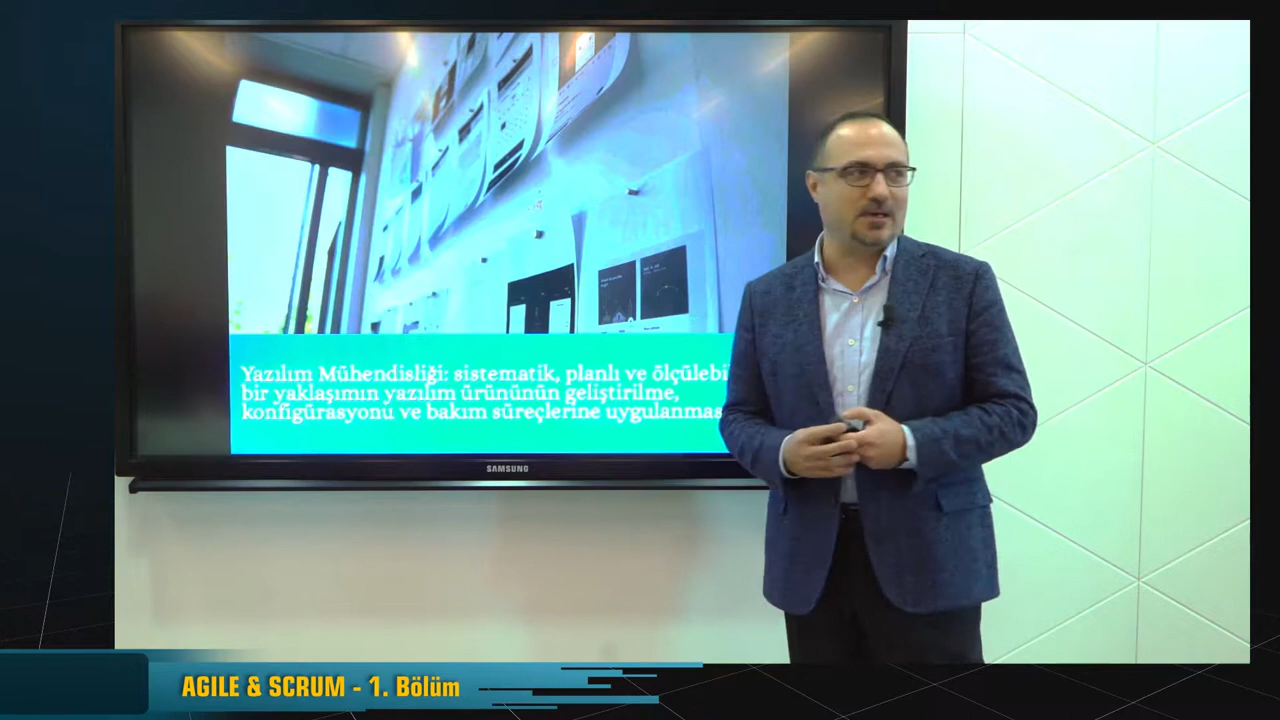 Yazılım Mühendisliği: sistematik, planlı ve ölçülebi
bir yaklaşımın yazılım ürününün geliştirilme,
konfigürasyonu ve bakım süreçlerine uygulanmas
SAMSUNG
AGILE & SCRUM - 1. Bölüm